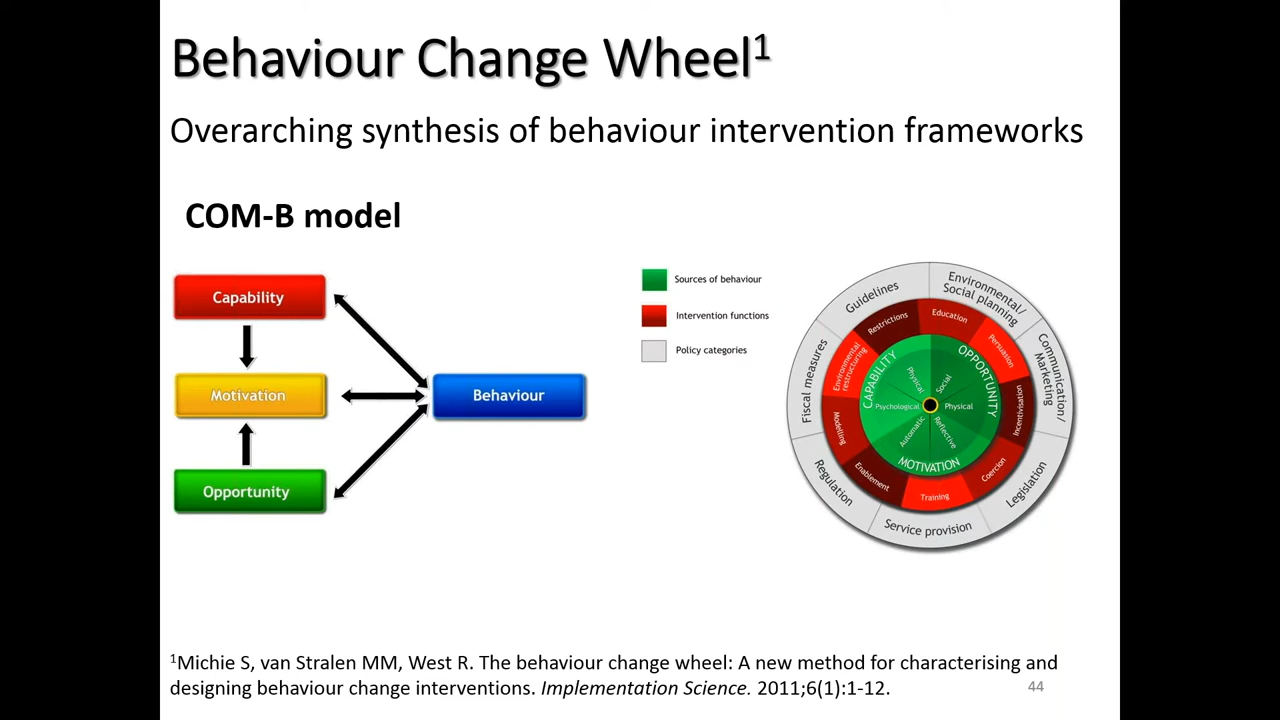 Behaviour Change Wheel¹
Overarching synthesis of behaviour intervention frameworks
COM-B model
Capability
Motivation
Opportunity
Behaviour
Sources of behaviour
Intervention functions
Policy categories
Guidelines
Environmental/
Social planning
Communication/
Marketing
Legislation
Service provision
Regulation
Fiscal measures
Restrictions
Education
Persuasion
Incentivisation
Coercion
Training
Enablement
Modelling
Environmental
restructuring
CAPABILITY
OPPORTUNITY
MOTIVATION
Physical
Social
Psychological
Physical
Automatic
Reflective
¹Michie S, van Stralen MM, West R. The behaviour change wheel: A new method for characterising and
designing behaviour change interventions. Implementation Science. 2011;6(1):1-12.
44